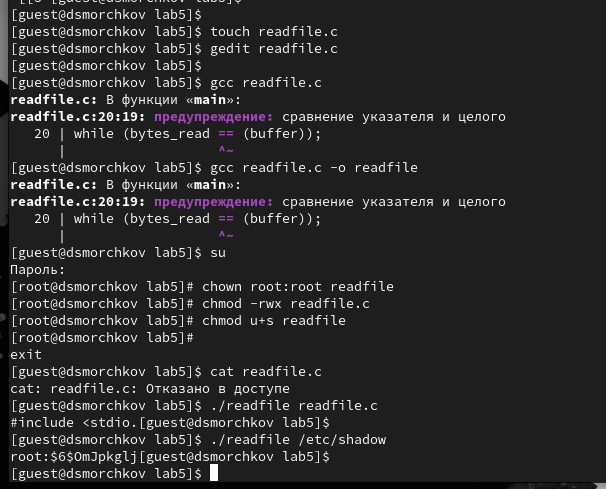 [guest@dsmorchkov lab5]$
[guest@dsmorchkov lab5]$ touch readfile.c
[guest@dsmorchkov lab5]$ gedit readfile.c
[guest@dsmorchkov lab5]$
[guest@dsmorchkov lab5]$ gcc readfile.c
readfile.c: В функции «main»:
readfile.c:20:19: предупреждение: сравнение указателя и целого
   20 | while (bytes_read == (buffer));
      |                   ^~
[guest@dsmorchkov lab5]$ gcc readfile.c -o readfile
readfile.c: В функции «main»:
readfile.c:20:19: предупреждение: сравнение указателя и целого
   20 | while (bytes_read == (buffer));
      |                   ^~
[guest@dsmorchkov lab5]$ su
Пароль:
[root@dsmorchkov lab5]# chown root:root readfile
[root@dsmorchkov lab5]# chmod -rwx readfile.c
[root@dsmorchkov lab5]# chmod u+s readfile
[root@dsmorchkov lab5]#
exit
[guest@dsmorchkov lab5]$ cat readfile.c
cat: readfile.c: Отказано в доступе
[guest@dsmorchkov lab5]$ ./readfile readfile.c
#include <stdio.[guest@dsmorchkov lab5]$
[guest@dsmorchkov lab5]$ ./readfile /etc/shadow
root:$6$OmJpkglj[guest@dsmorchkov lab5]$
[guest@dsmorchkov lab5]$